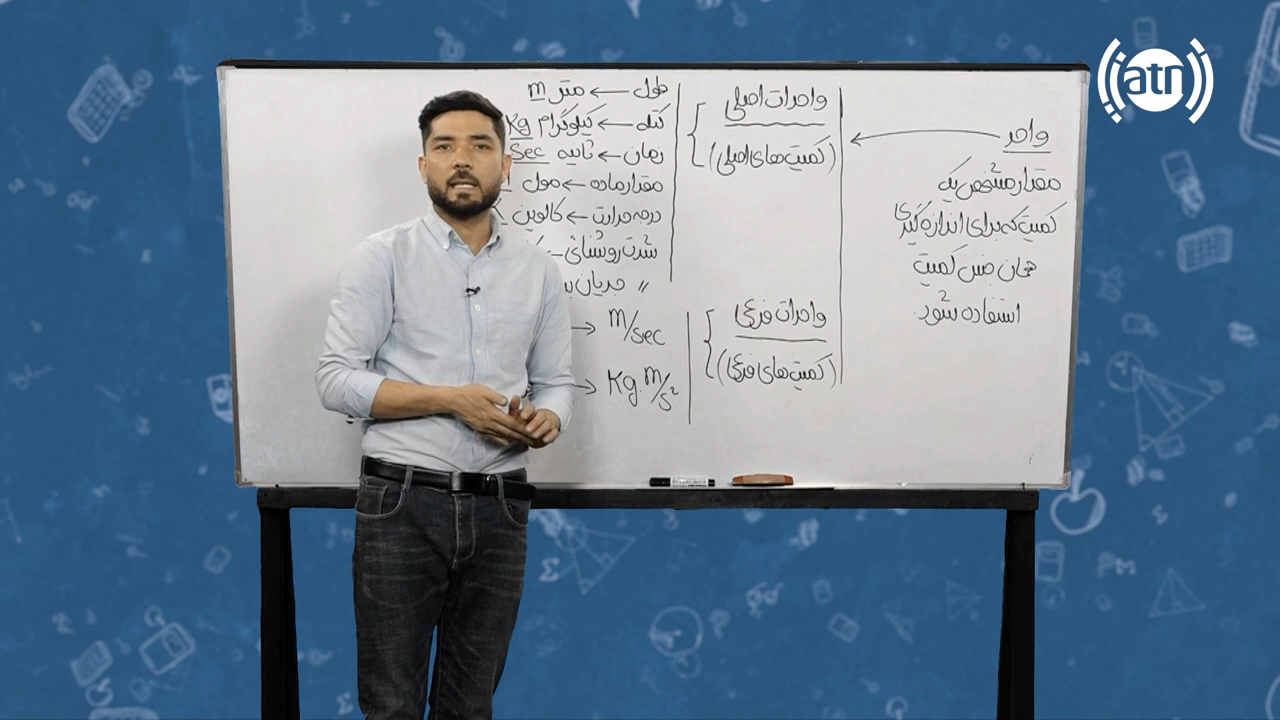 atn
واحد
مقدار مشخص یک
کمیت که برای اندازه گیری
همان جنس کمیت
استفاده شود.
واحدات اصلی
(کمیت های اصلی)
طول ← متر m
کتله ← کیلوگرام Kg
زمان ← ثانیه Sec
مقدار ماده ← مول
درجه حرارت ← کالوین
شدت روشنائی ←
〃 جریان
واحدات فرعی
(کمیت های فرعی)
→ m/sec
→ Kg.m/s²